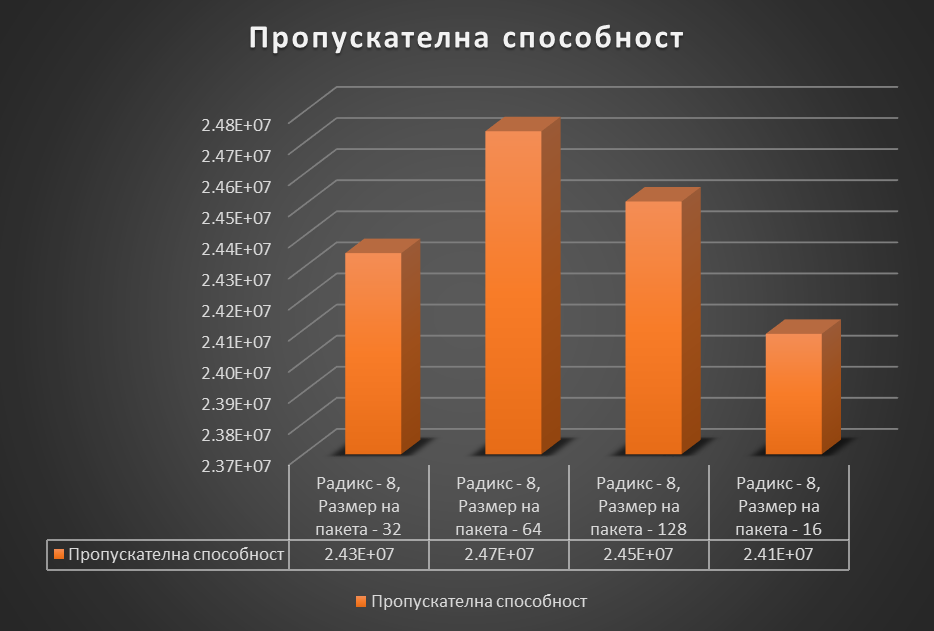 Пропускателна способност
2.48E+07
2.47E+07
2.46E+07
2.45E+07
2.44E+07
2.43E+07
2.42E+07
2.41E+07
2.40E+07
2.39E+07
2.38E+07
2.37E+07
Радикс - 8, Размер на пакета - 32
Радикс - 8, Размер на пакета - 64
Радикс - 8, Размер на пакета - 128
Радикс - 8, Размер на пакета - 16
Пропускателна способност 2.43E+07 2.47E+07 2.45E+07 2.41E+07
Пропускателна способност